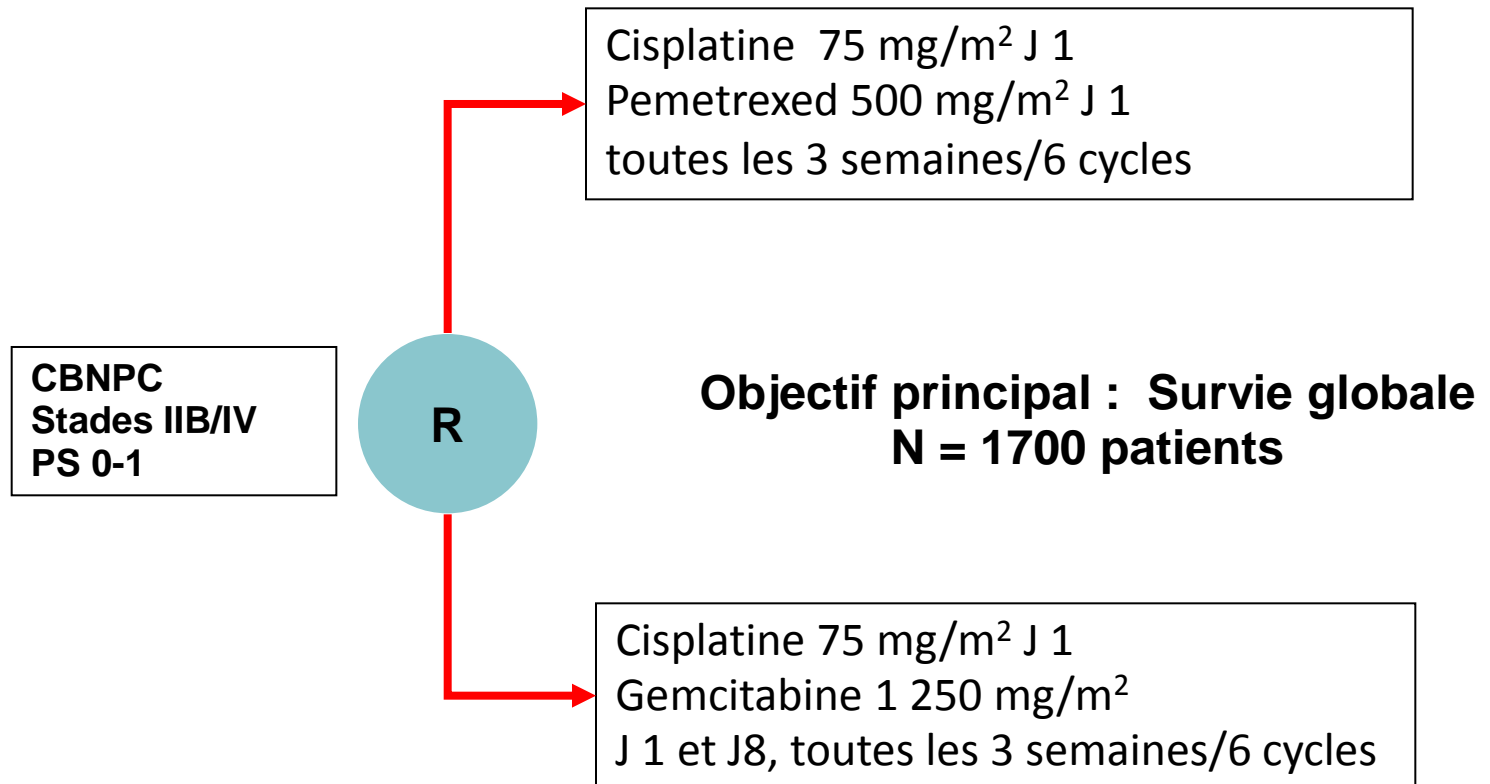 Cisplatine 75 mg/m² J 1
Pemetrexed 500 mg/m² J 1
toutes les 3 semaines/6 cycles
CBNPC
Stades IIB/IV
PS 0-1
R
Objectif principal : Survie globale
N = 1700 patients
Cisplatine 75 mg/m² J 1
Gemcitabine 1 250 mg/m²
J 1 et J8, toutes les 3 semaines/6 cycles